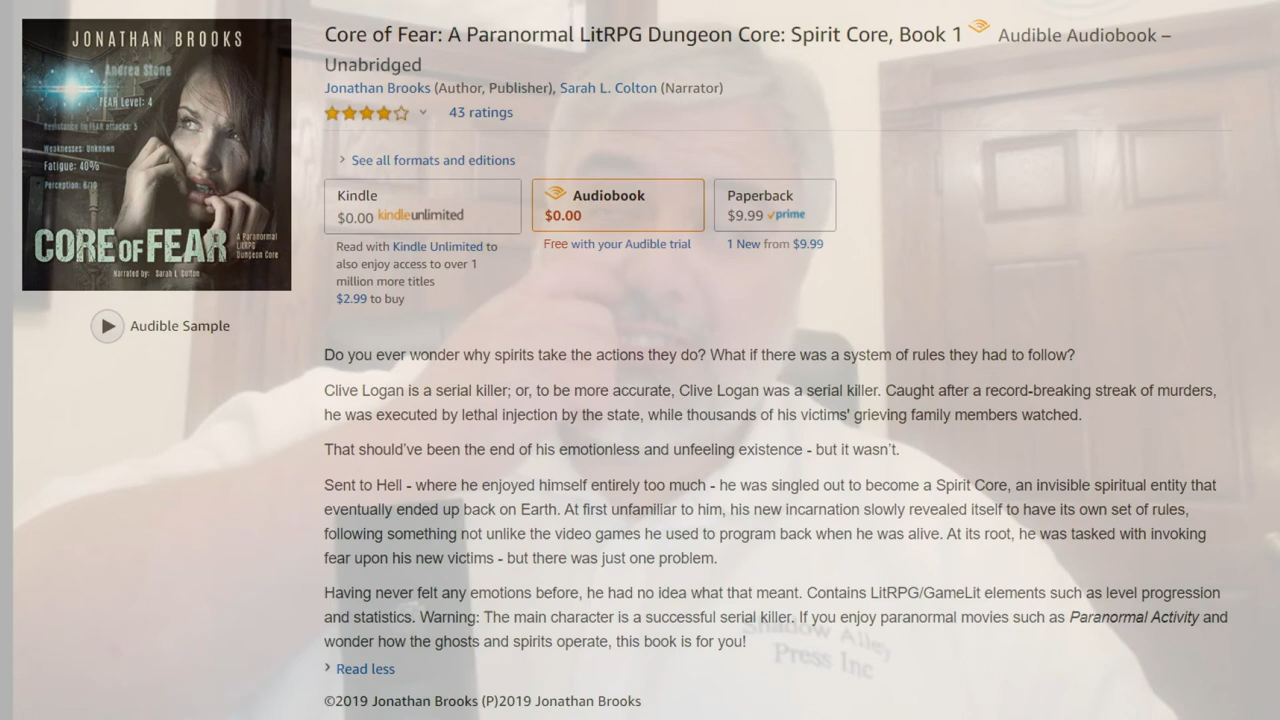 JONATHAN BROOKS
Andrea Stone
FEAR Level: 4
Resistance to FEAR attacks: 5
Weaknesses: Unknown
Fatigue: 40%
Perception: 6/10
CORE OF FEAR
A Paranormal
LitRPG
Dungeon Core
Narrated by: Sarah L Colton
Audible Sample
Core of Fear: A Paranormal LitRPG Dungeon Core: Spirit Core, Book 1 Audible Audiobook –
Unabridged
Jonathan Brooks (Author, Publisher), Sarah L. Colton (Narrator)
43 ratings
See all formats and editions
Kindle
$0.00 kindleunlimited
Read with Kindle Unlimited to
also enjoy access to over 1
million more titles
$2.99 to buy
Audiobook
$0.00
Free with your Audible trial
Paperback
$9.99 prime
1 New from $9.99
Do you ever wonder why spirits take the actions they do? What if there was a system of rules they had to follow?
Clive Logan is a serial killer; or, to be more accurate, Clive Logan was a serial killer. Caught after a record-breaking streak of murders,
he was executed by lethal injection by the state, while thousands of his victims' grieving family members watched.
That should've been the end of his emotionless and unfeeling existence - but it wasn't.
Sent to Hell - where he enjoyed himself entirely too much - he was singled out to become a Spirit Core, an invisible spiritual entity that
eventually ended up back on Earth. At first unfamiliar to him, his new incarnation slowly revealed itself to have its own set of rules,
following something not unlike the video games he used to program back when he was alive. At its root, he was tasked with invoking
fear upon his new victims - but there was just one problem.
Having never felt any emotions before, he had no idea what that meant. Contains LitRPG/GameLit elements such as level progression
and statistics. Warning: The main character is a successful serial killer. If you enjoy paranormal movies such as Paranormal Activity and
wonder how the ghosts and spirits operate, this book is for you!
Read less
©2019 Jonathan Brooks (P)2019 Jonathan Brooks
Shadow Alley
Press Inc